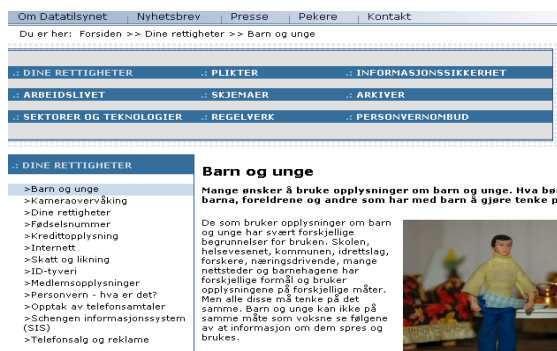 Om Datatilsynet | Nyhetsbrev | Presse | Pekere | Kontakt
Du er her: Forsiden >> Dine rettigheter >> Barn og unge
.: DINE RETTIGHETER .: PLIKTER .: INFORMASJONSSIKKERHET
.: ARBEIDSLIVET .: SKJEMAER .: ARKIVER
.: SEKTORER OG TEKNOLOGIER .: REGELVERK .: PERSONVERNOMBUD
.: DINE RETTIGHETER
>Barn og unge
>Kameraovervåking
>Dine rettigheter
>Fødselsnummer
>Kredittopplysning
>Internett
>Skatt og likning
>ID-tyveri
>Medlemsopplysninger
>Personvern - hva er det?
>Opptak av telefonsamtaler
>Schengen informasjonssystem
(SIS)
>Telefonsalg og reklame
Barn og unge
Mange ønsker å bruke opplysninger om barn og unge. Hva bø
barna, foreldrene og andre som har med barn å gjøre tenke p
De som bruker opplysninger om barn
og unge har svært forskjellige
begrunnelser for bruken. Skolen,
helsevesenet, kommunen, idrettslag,
forskere, næringsdrivende, mange
nettsteder og barnehagene har
forskjellige formål og bruker
opplysningene på forskjellige måter.
Men alle disse må tenke på det
samme. Barn og unge kan ikke på
samme måte som voksne se følgene
av at informasjon om dem spres og
brukes.